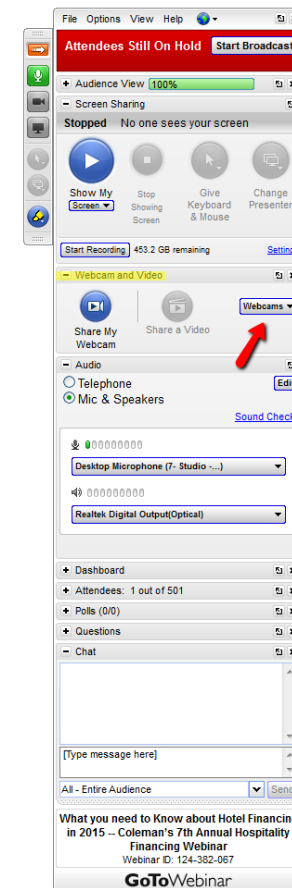 File Options View Help
Attendees Still On Hold Start Broadcast
+ Audience View 100%
− Screen Sharing
Stopped No one sees your screen
Show My
Screen
Stop
Showing
Screen
Give
Keyboard
& Mouse
Change
Presenter
Start Recording 453.2 GB remaining
− Webcam and Video
Webcams
Share My
Webcam
Share a Video
− Audio
Telephone
Mic & Speakers
Sound Check
Desktop Microphone (7- Studio -...)
Realtek Digital Output(Optical)
+ Dashboard
+ Attendees: 1 out of 501
+ Polls (0/0)
+ Questions
− Chat
[Type message here]
All - Entire Audience Send
What you need to Know about Hotel Financin
in 2015 -- Coleman's 7th Annual Hospitality
Financing Webinar
Webinar ID: 124-382-067
GoToWebinar